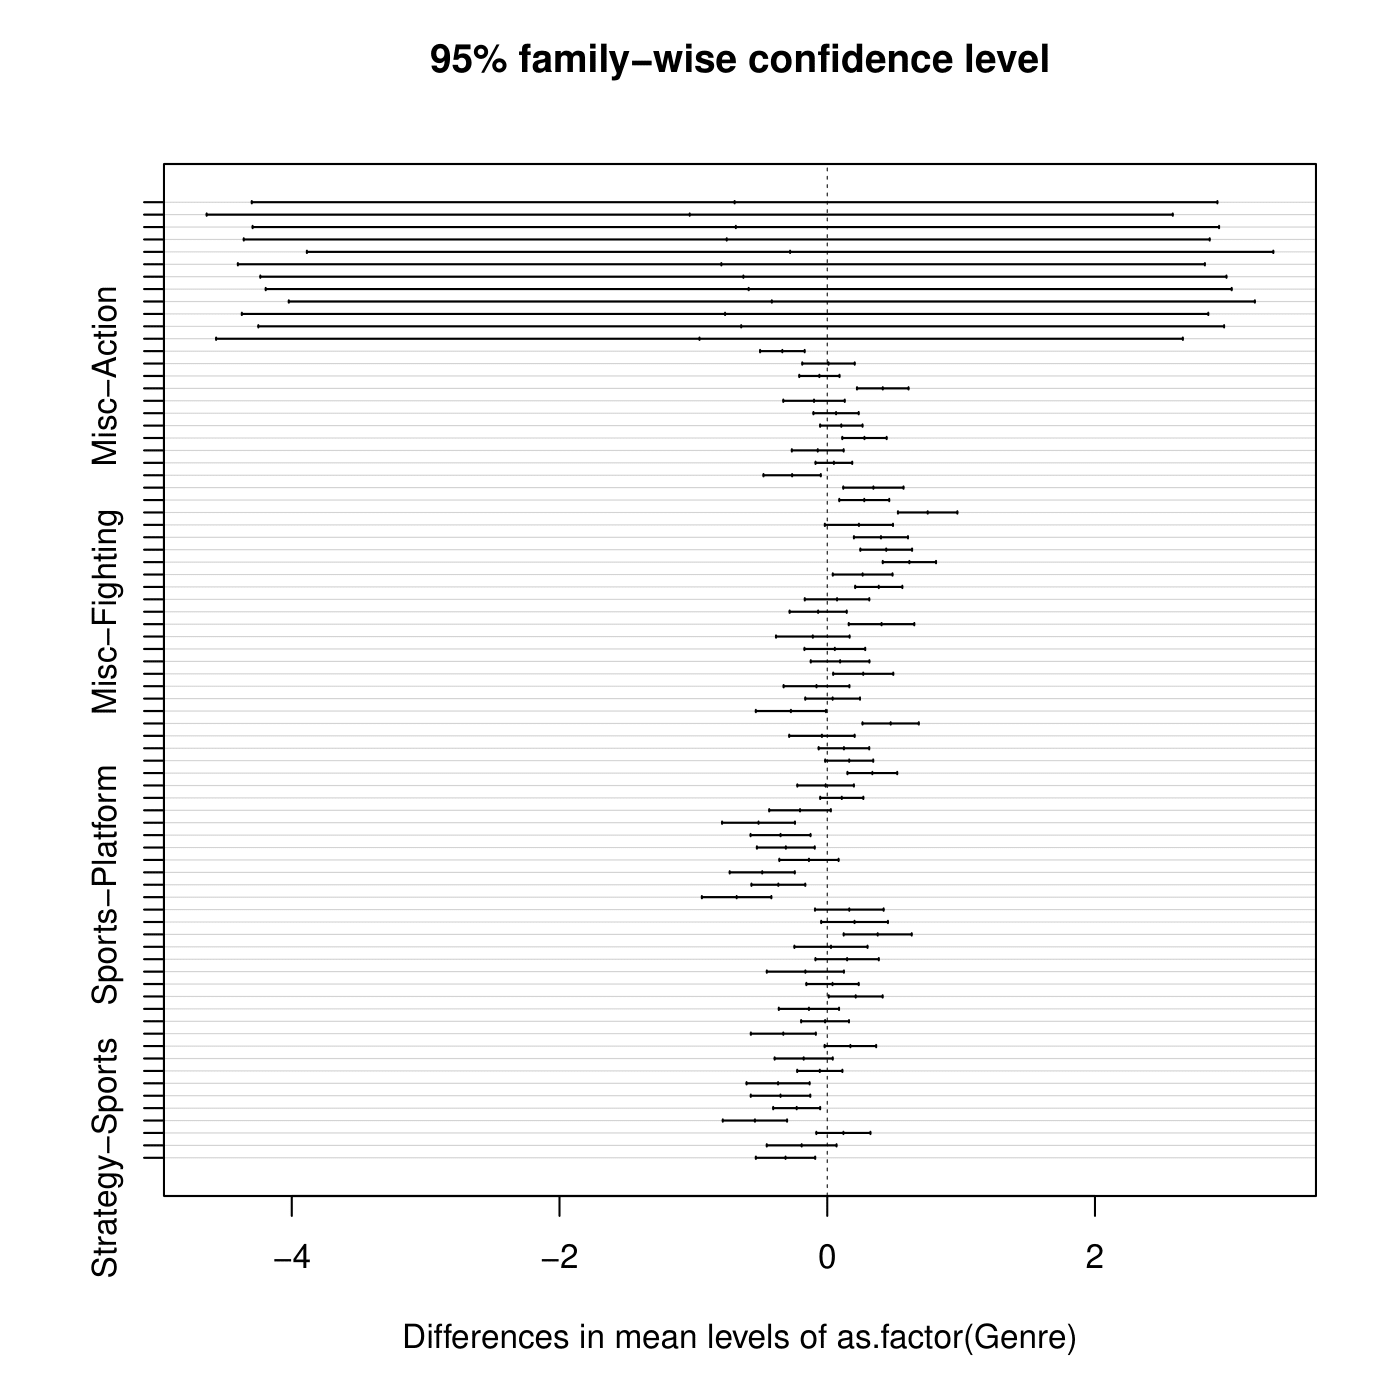 95% family–wise confidence level
Misc–Action
Misc–Fighting
Sports–Platform
Strategy–Sports
−4
−2
0
2
Differences in mean levels of as.factor(Genre)